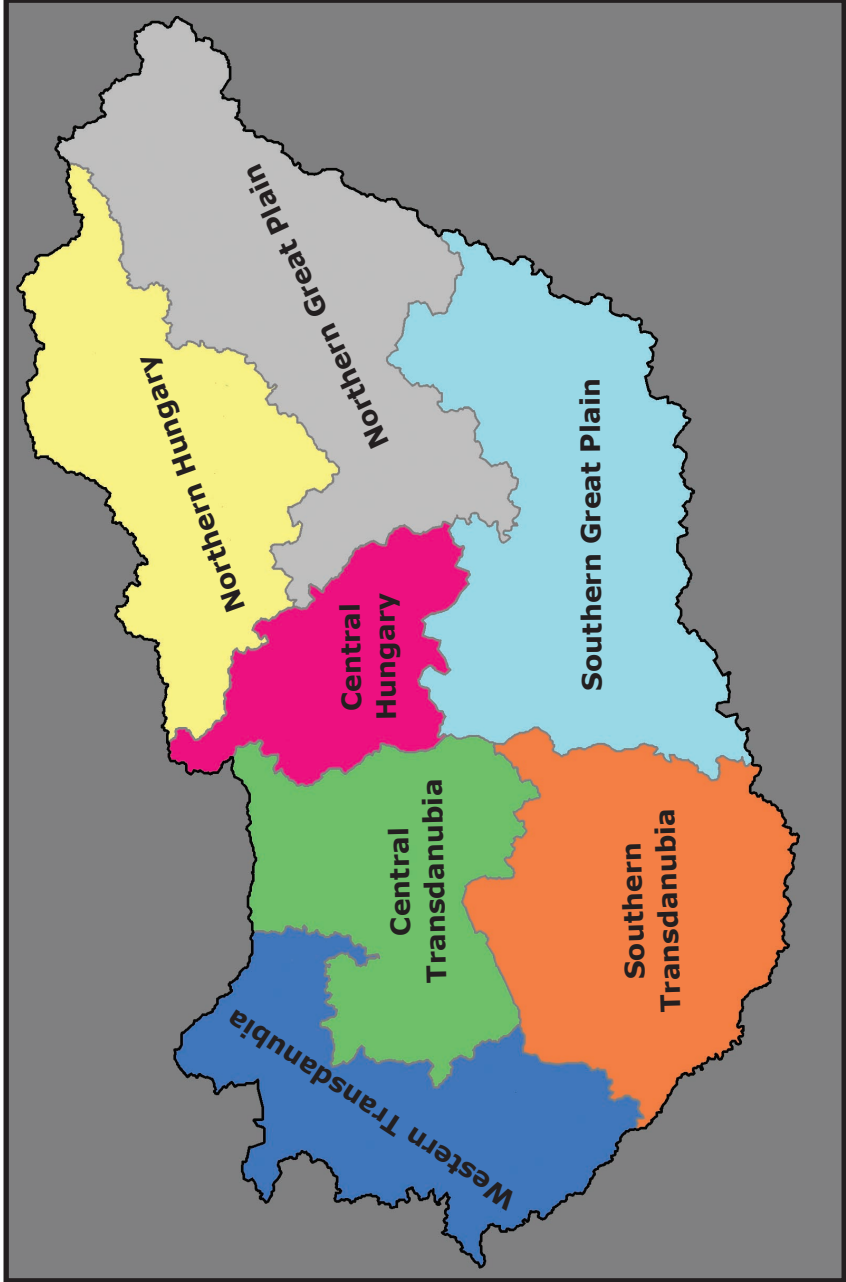 Northern Hungary
Northern Great Plain
Central
Hungary
Southern Great Plain
Central
Transdanubia
Western Transdanubia
Southern
Transdanubia